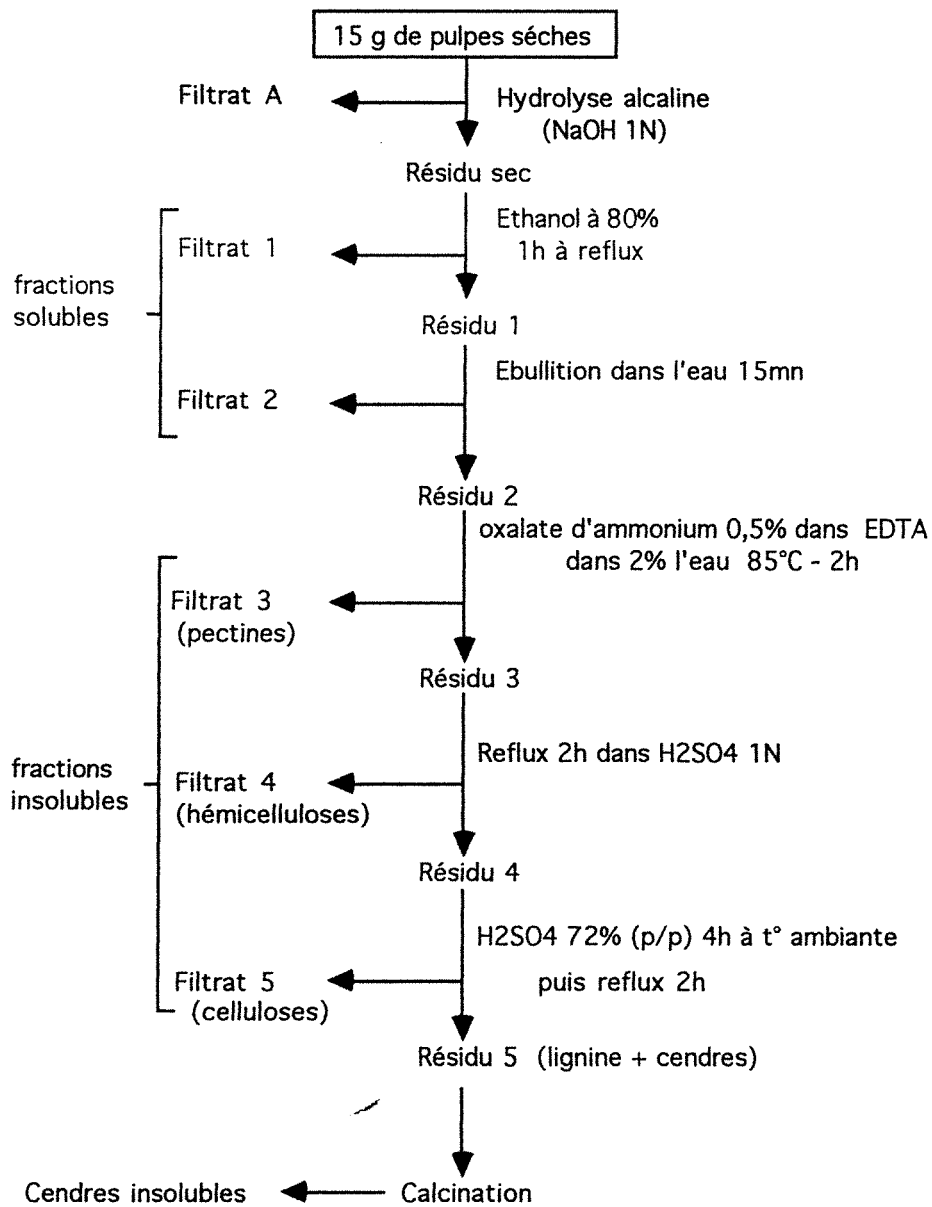 15 g de pulpes séches
Filtrat A
Hydrolyse alcaline
(NaOH 1N)
Résidu sec
Ethanol à 80%
1h à reflux
Filtrat 1
fractions
solubles
Résidu 1
Ebullition dans l'eau 15mn
Filtrat 2
Résidu 2
oxalate d'ammonium 0,5% dans EDTA
dans 2% l'eau 85°C - 2h
Filtrat 3
(pectines)
Résidu 3
Reflux 2h dans H2SO4 1N
fractions
insolubles
Filtrat 4
(hémicelluloses)
Résidu 4
H2SO4 72% (p/p) 4h à t° ambiante
puis reflux 2h
Filtrat 5
(celluloses)
Résidu 5 (lignine + cendres)
Cendres insolubles
Calcination